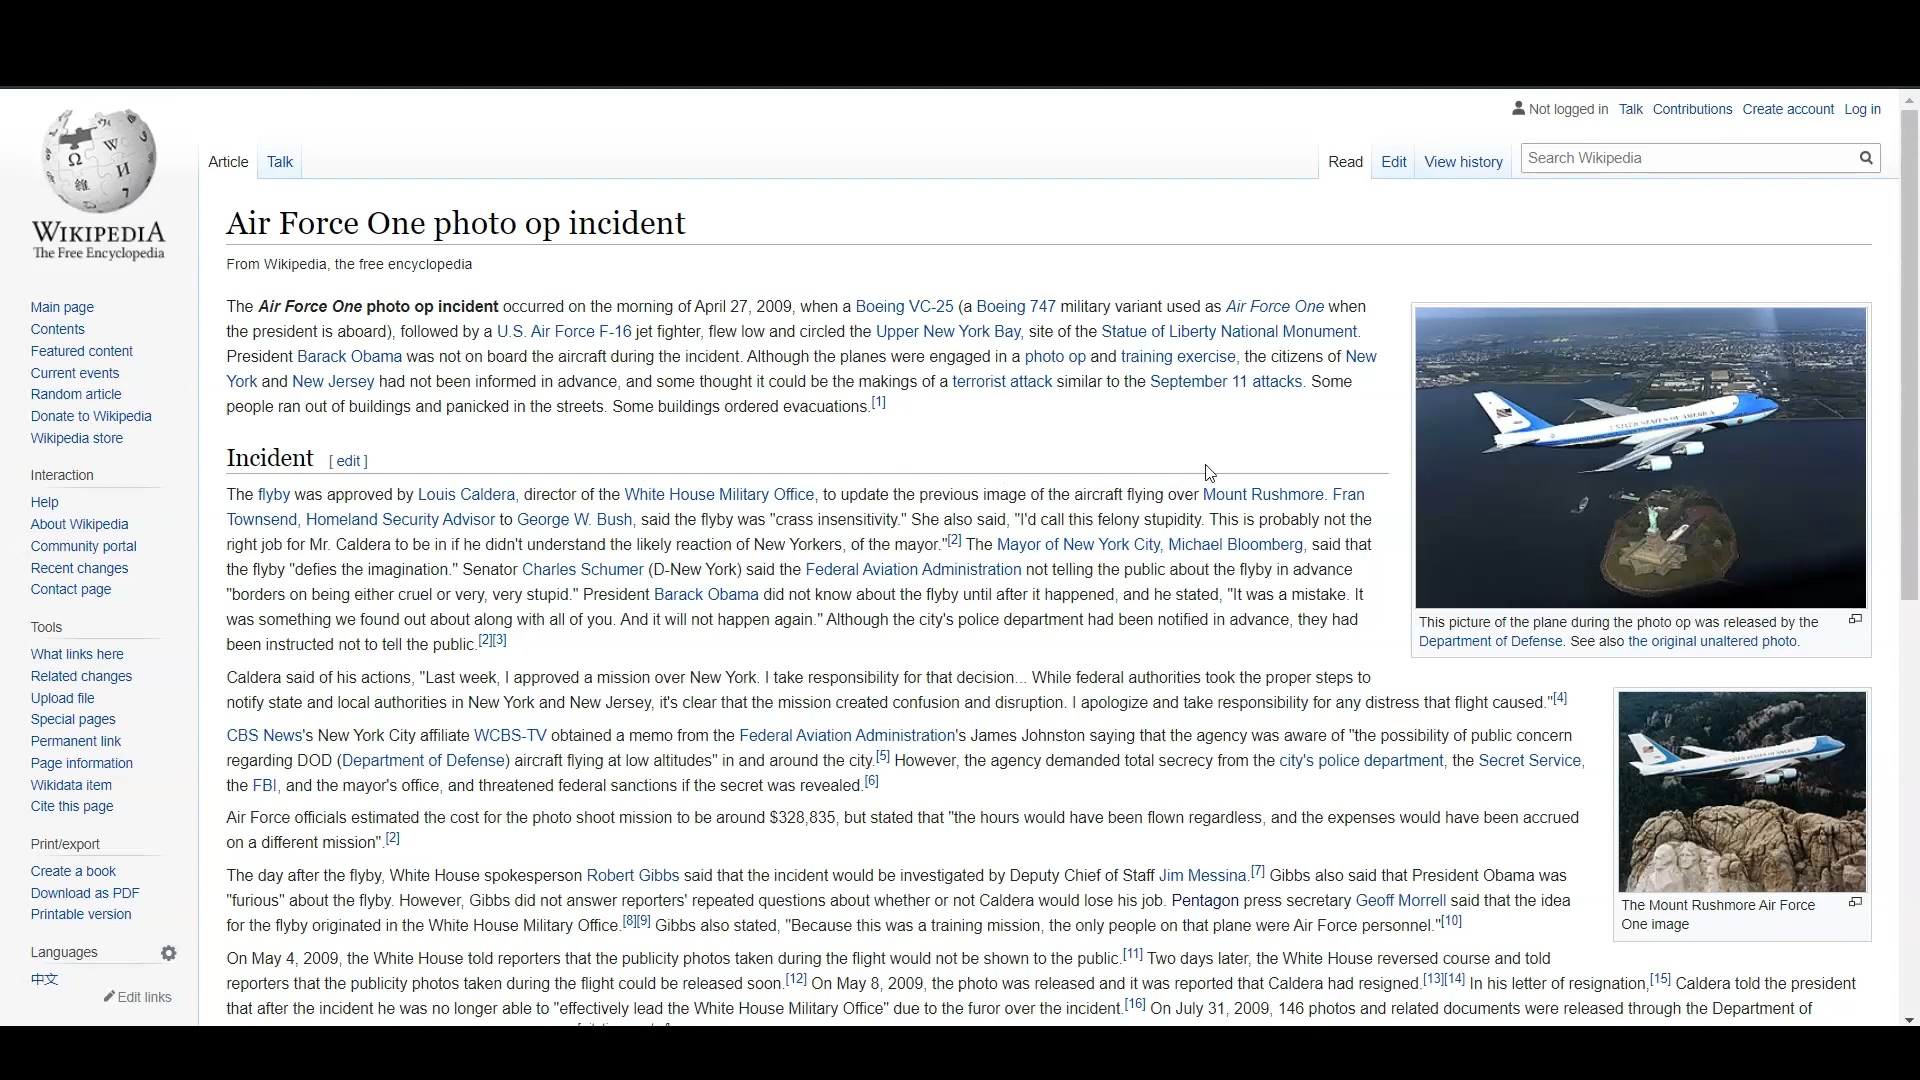 Not logged in Talk Contributions Create account Log in
Article Talk
Read Edit View history Search Wikipedia
WIKIPEDIA
The Free Encyclopedia
Main page
Contents
Featured content
Current events
Random article
Donate to Wikipedia
Wikipedia store
Interaction
Help
About Wikipedia
Community portal
Recent changes
Contact page
Tools
What links here
Related changes
Upload file
Special pages
Permanent link
Page information
Wikidata item
Cite this page
Print/export
Create a book
Download as PDF
Printable version
Languages
中文
Edit links
Air Force One photo op incident
From Wikipedia, the free encyclopedia
The Air Force One photo op incident occurred on the morning of April 27, 2009, when a Boeing VC-25 (a Boeing 747 military variant used as Air Force One when
the president is aboard), followed by a U.S. Air Force F-16 jet fighter, flew low and circled the Upper New York Bay, site of the Statue of Liberty National Monument.
President Barack Obama was not on board the aircraft during the incident. Although the planes were engaged in a photo op and training exercise, the citizens of New
York and New Jersey had not been informed in advance, and some thought it could be the makings of a terrorist attack similar to the September 11 attacks. Some
people ran out of buildings and panicked in the streets. Some buildings ordered evacuations.[1]
Incident [ edit ]
The flyby was approved by Louis Caldera, director of the White House Military Office, to update the previous image of the aircraft flying over Mount Rushmore. Fran
Townsend, Homeland Security Advisor to George W. Bush, said the flyby was "crass insensitivity." She also said, "I'd call this felony stupidity. This is probably not the
right job for Mr. Caldera to be in if he didn't understand the likely reaction of New Yorkers, of the mayor."[2] The Mayor of New York City, Michael Bloomberg, said that
the flyby "defies the imagination." Senator Charles Schumer (D-New York) said the Federal Aviation Administration not telling the public about the flyby in advance
"borders on being either cruel or very, very stupid." President Barack Obama did not know about the flyby until after it happened, and he stated, "It was a mistake. It
was something we found out about along with all of you. And it will not happen again." Although the city's police department had been notified in advance, they had
been instructed not to tell the public.[2][3]
Caldera said of his actions, "Last week, I approved a mission over New York. I take responsibility for that decision... While federal authorities took the proper steps to
notify state and local authorities in New York and New Jersey, it's clear that the mission created confusion and disruption. I apologize and take responsibility for any distress that flight caused."[4]
CBS News's New York City affiliate WCBS-TV obtained a memo from the Federal Aviation Administration's James Johnston saying that the agency was aware of "the possibility of public concern
regarding DOD (Department of Defense) aircraft flying at low altitudes" in and around the city.[5] However, the agency demanded total secrecy from the city's police department, the Secret Service,
the FBI, and the mayor's office, and threatened federal sanctions if the secret was revealed.[6]
Air Force officials estimated the cost for the photo shoot mission to be around $328,835, but stated that "the hours would have been flown regardless, and the expenses would have been accrued
on a different mission".[2]
The day after the flyby, White House spokesperson Robert Gibbs said that the incident would be investigated by Deputy Chief of Staff Jim Messina.[7] Gibbs also said that President Obama was
"furious" about the flyby. However, Gibbs did not answer reporters' repeated questions about whether or not Caldera would lose his job. Pentagon press secretary Geoff Morrell said that the idea
for the flyby originated in the White House Military Office.[8][9] Gibbs also stated, "Because this was a training mission, the only people on that plane were Air Force personnel."[10]
On May 4, 2009, the White House told reporters that the publicity photos taken during the flight would not be shown to the public.[11] Two days later, the White House reversed course and told
reporters that the publicity photos taken during the flight could be released soon.[12] On May 8, 2009, the photo was released and it was reported that Caldera had resigned.[13][14] In his letter of resignation,[15] Caldera told the president
that after the incident he was no longer able to "effectively lead the White House Military Office" due to the furor over the incident.[16] On July 31, 2009, 146 photos and related documents were released through the Department of
UNITED STATES OF AMERICA
This picture of the plane during the photo op was released by the
Department of Defense. See also the original unaltered photo.
UNITED STATES OF AMERICA
The Mount Rushmore Air Force
One image